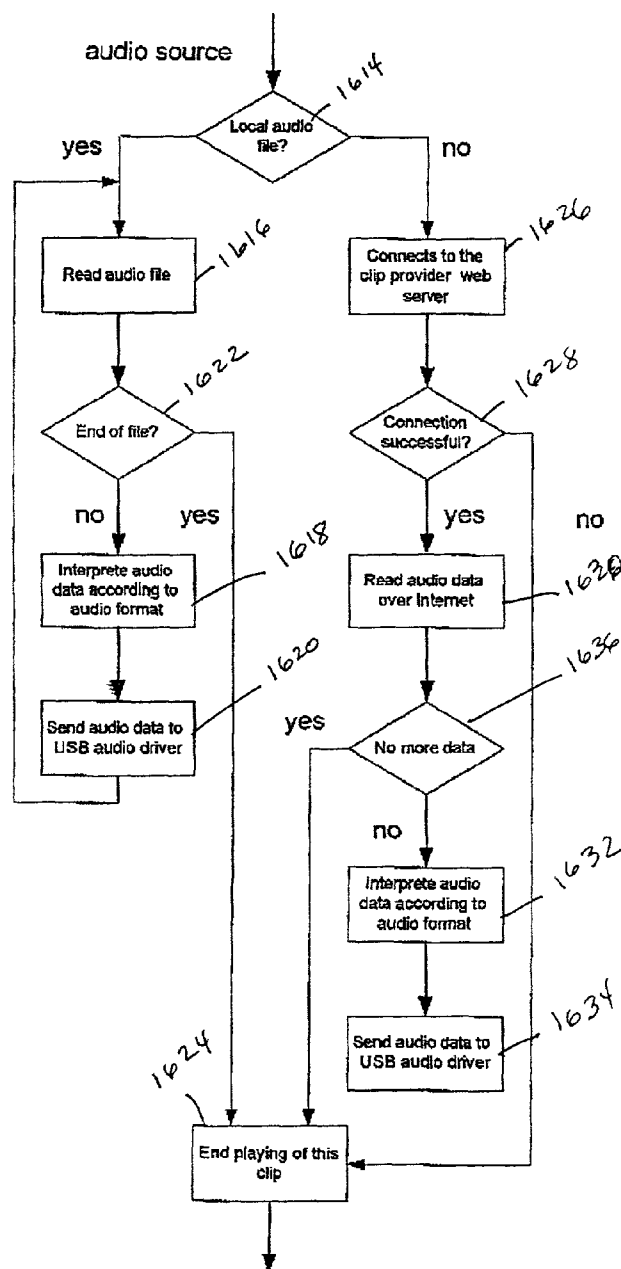 audio source
1614
Local audio
file?
yes
no
1616
Read audio file
1626
Connects to the
clip provider web
server
1622
End of file?
1628
Connection
successful?
no
yes
yes
no
1618
Interprete audio
data according to
audio format
Read audio data
over Internet
1620
Send audio data to
USB audio driver
1636
yes
No more data
no
1632
Interprete audio
data according to
audio format
1634
Send audio data to
USB audio driver
1624
End playing of this
clip